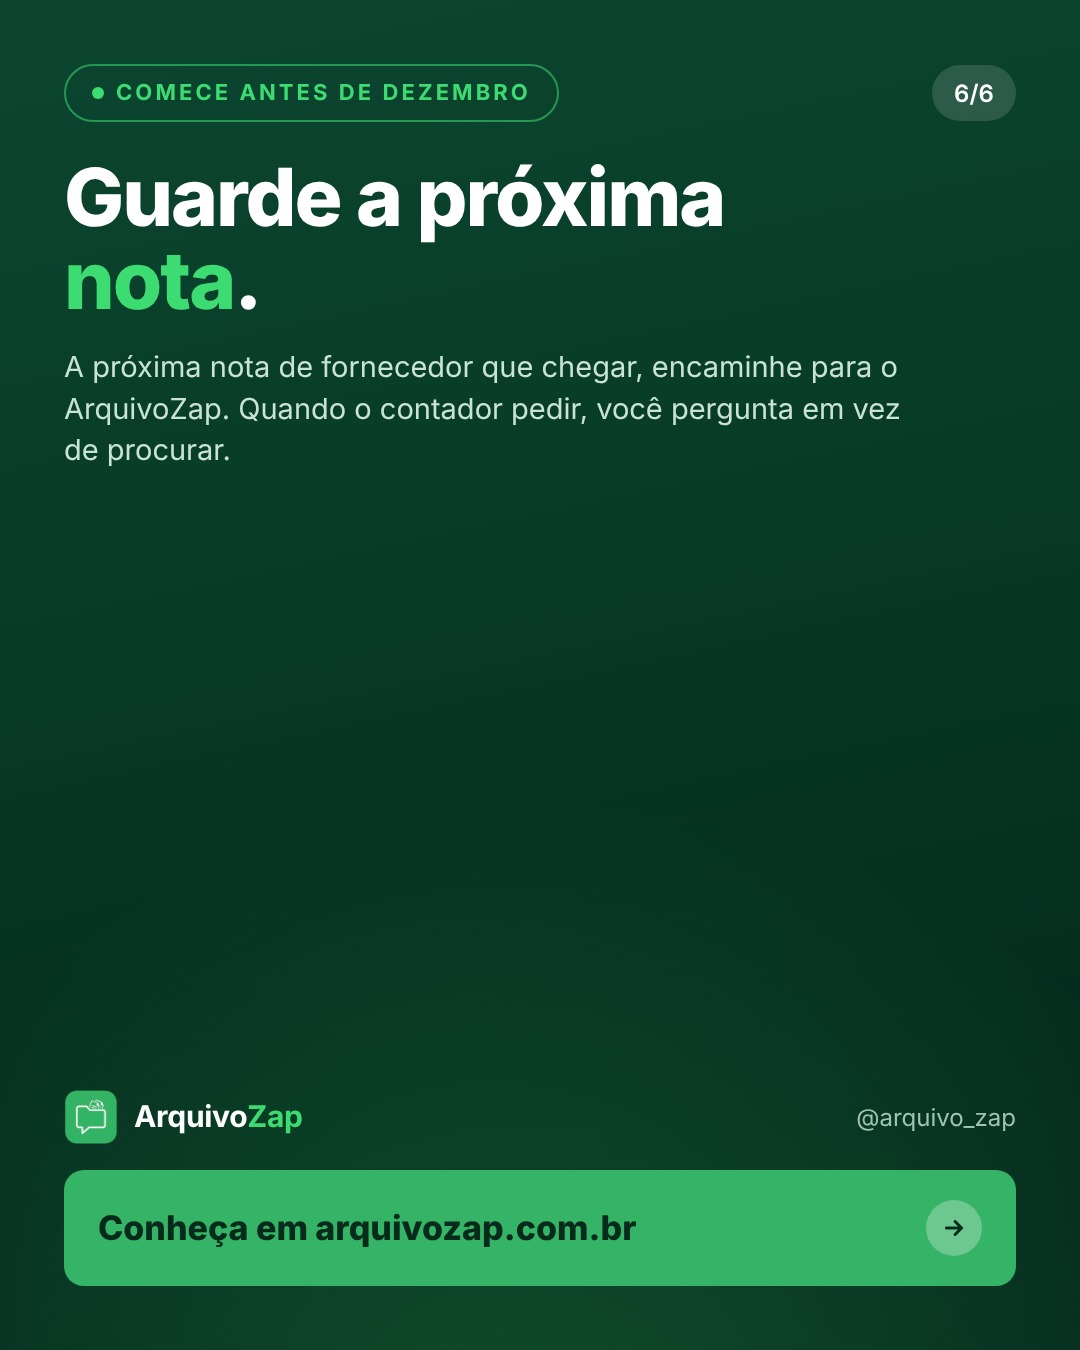 COMECE ANTES DE DEZEMBRO
6/6
Guarde a próxima
nota.
A próxima nota de fornecedor que chegar, encaminhe para o
ArquivoZap. Quando o contador pedir, você pergunta em vez
de procurar.
ArquivoZap
@arquivo_zap
Conheça em arquivozap.com.br